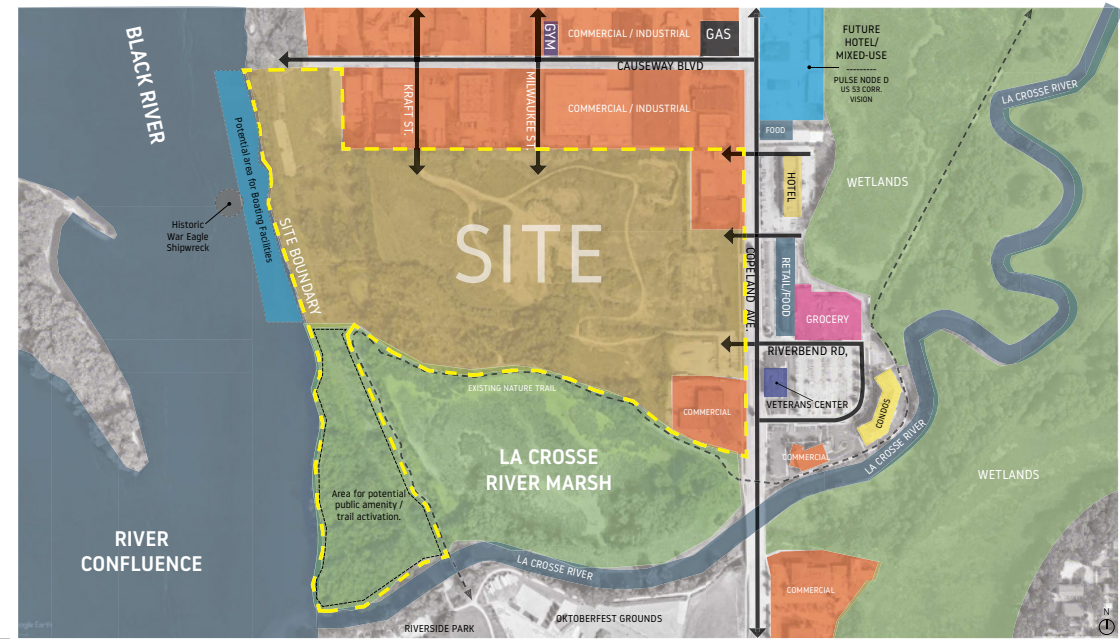 BLACK RIVER
GYM
COMMERCIAL / INDUSTRIAL
GAS
CAUSEWAY BLVD
FUTURE
HOTEL/
MIXED-USE
---------
PULSE NODE D
US 53 CORR.
VISION
KRAFT ST.
MILWAUKEE ST.
COMMERCIAL / INDUSTRIAL
FOOD
LA CROSSE RIVER
Potential area for Boating Facilities
HOTEL
WETLANDS
Historic
War Eagle
Shipwreck
SITE BOUNDARY
SITE
COPELAND AVE.
RETAIL/FOOD
GROCERY
RIVERBEND RD,
EXISTING NATURE TRAIL
COMMERCIAL
VETERANS CENTER
CONDOS
LA CROSSE
RIVER MARSH
COMMERCIAL
LA CROSSE RIVER
WETLANDS
Area for potential
public amenity /
trail activation.
RIVER
CONFLUENCE
LA CROSSE RIVER
COMMERCIAL
OKTOBERFEST GROUNDS
RIVERSIDE PARK
N